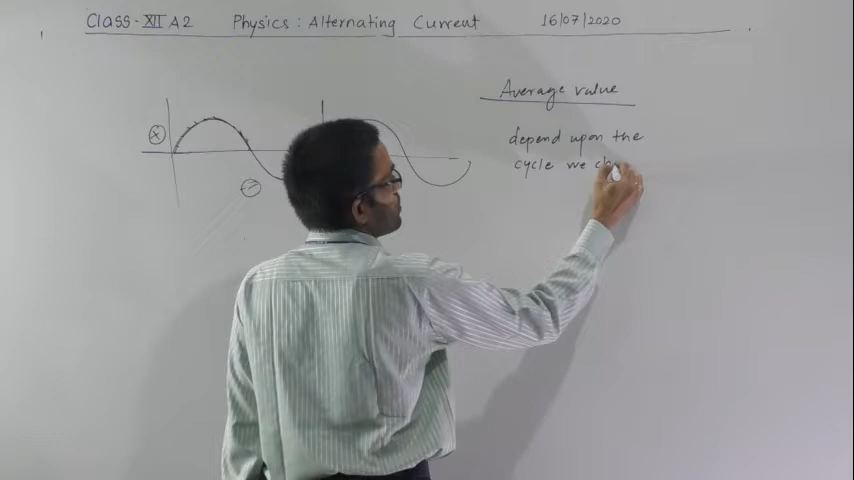 Class-XII A2 Physics : Alternating Current 16/07/2020
Average value
depend upon the
cycle we